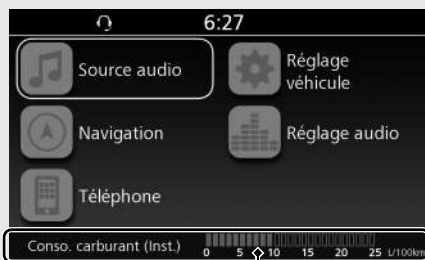 6:27
Source audio
Réglage
véhicule
Navigation
Réglage audio
Téléphone
Conso. carburant (Inst.)
0 5 10 15 20 25 L/100km